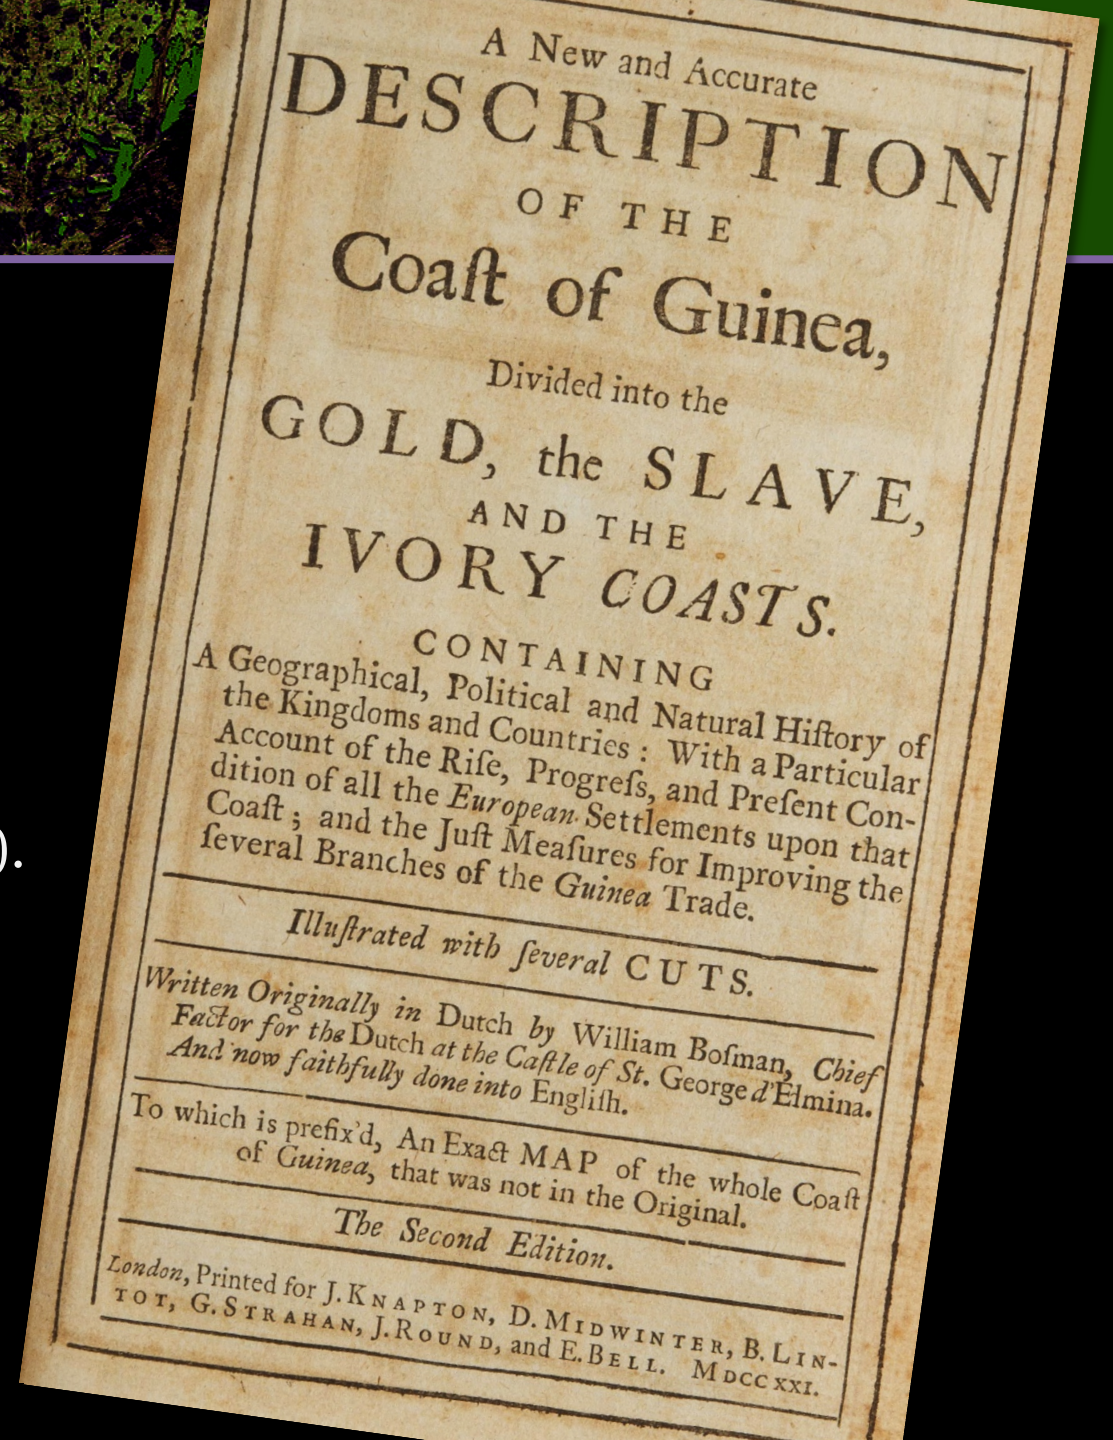 A New and Accurate
DESCRIPTION
OF THE
Coaſt of Guinea,
Divided into the
GOLD, the SLAVE,
AND THE
IVORY COASTS.
CONTAINING
A Geographical, Political and Natural Hiſtory of
the Kingdoms and Countries : With a Particular
Account of the Riſe, Progreſs, and Preſent Con-
dition of all the European Settlements upon that
Coaſt ; and the Juſt Meaſures for Improving the
ſeveral Branches of the Guinea Trade.
Illuſtrated with ſeveral CUTS.
Written Originally in Dutch by William Boſman, Chief
Factor for the Dutch at the Caſtle of St. George d'Elmina.
And now faithfully done into Engliſh.
To which is prefix'd, An Exact MAP of the whole Coaſt
of Guinea, that was not in the Original.
The Second Edition.
London, Printed for J. KNAPTON, D. MIDWINTER, B. LIN-
TOT, G. STRAHAN, J. ROUND, and E. BELL. MDCCXXI.
).